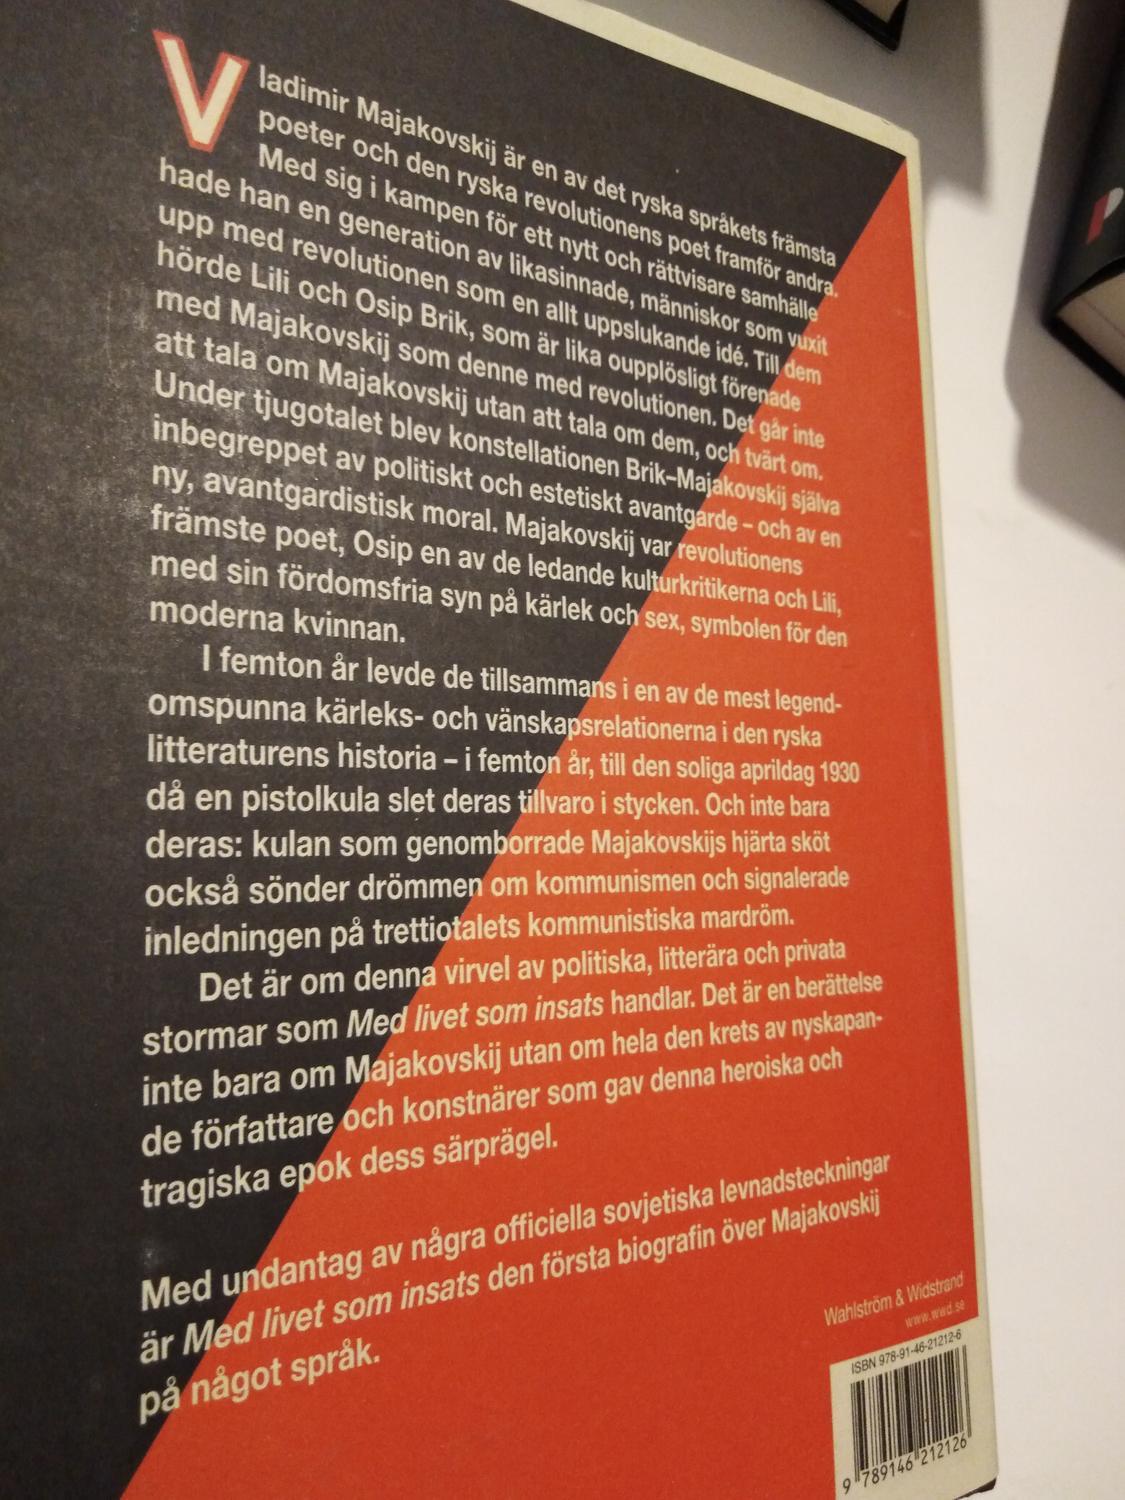 Vladimir Majakovskij är en av det ryska språkets främsta
poeter och den ryska revolutionens poet framför andra.
Med sig i kampen för ett nytt och rättvisare samhälle
hade han en generation av likasinnade, människor som vuxit
upp med revolutionen som en allt uppslukande idé. Till dem
hörde Lili och Osip Brik, som är lika oupplösligt förenade
med Majakovskij som denne med revolutionen. Det går inte
att tala om Majakovskij utan att tala om dem, och tvärt om.
Under tjugotalet blev konstellationen Brik–Majakovskij själva
inbegreppet av politiskt och estetiskt avantgarde – och av en
ny, avantgardistisk moral. Majakovskij var revolutionens
främste poet, Osip en av de ledande kulturkritikerna och Lili,
med sin fördomsfria syn på kärlek och sex, symbolen för den
moderna kvinnan.
I femton år levde de tillsammans i en av de mest legend-
omspunna kärleks- och vänskapsrelationerna i den ryska
litteraturens historia – i femton år, till den soliga aprildag 1930
då en pistolkula slet deras tillvaro i stycken. Och inte bara
deras: kulan som genomborrade Majakovskijs hjärta sköt
också sönder drömmen om kommunismen och signalerade
inledningen på trettiotalets kommunistiska mardröm.
Det är om denna virvel av politiska, litterära och privata
stormar som Med livet som insats handlar. Det är en berättelse
inte bara om Majakovskij utan om hela den krets av nyskapan-
de författare och konstnärer som gav denna heroiska och
tragiska epok dess särprägel.
Med undantag av några officiella sovjetiska levnadsteckningar
är Med livet som insats den första biografin över Majakovskij
på något språk.
Wahlström & Widstrand
www.wwd.se
ISBN 978-91-46-21212-6
9 789146 212126